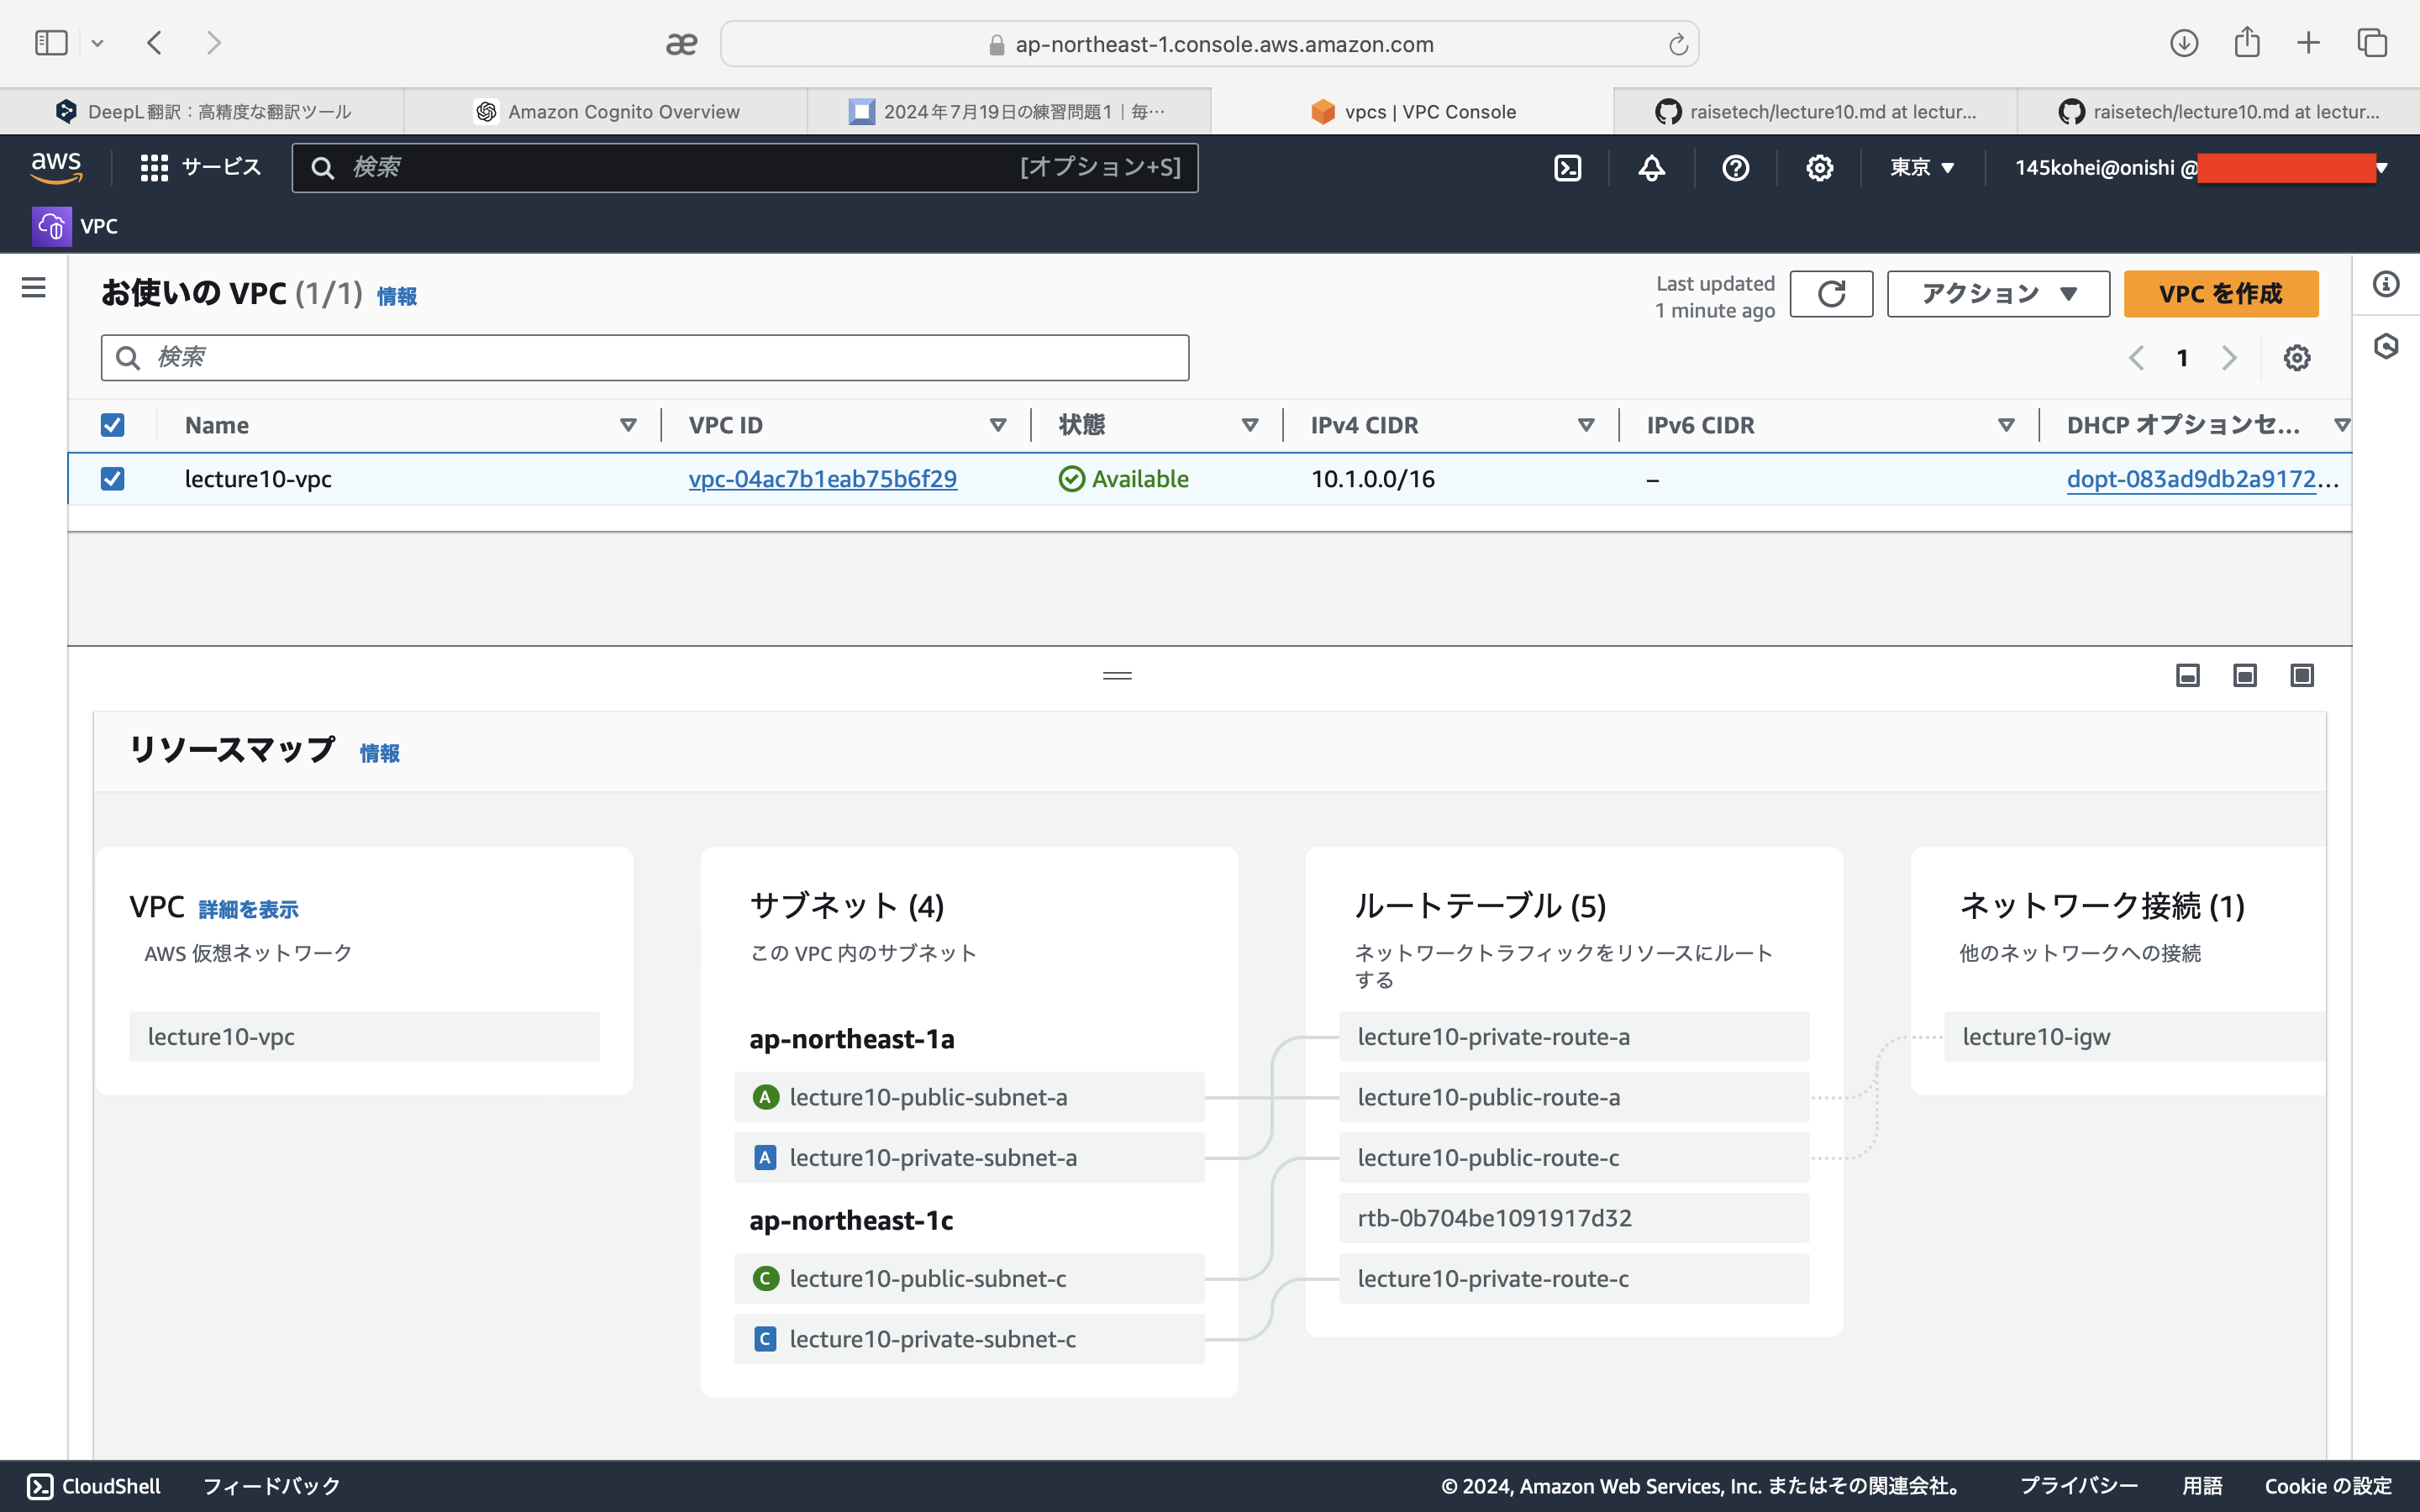 ap-northeast-1.console.aws.amazon.com
DeepL 翻訳：高精度な翻訳ツール
Amazon Cognito Overview
2024年7月19日の練習問題1｜毎…
vpcs | VPC Console
raisetech/lecture10.md at lectur...
raisetech/lecture10.md at lectur...
aws
サービス
検索
[オプション+S]
東京
145kohei@onishi @
VPC
お使いの VPC (1/1) 情報
Last updated
1 minute ago
アクション
VPC を作成
検索
1
Name
VPC ID
状態
IPv4 CIDR
IPv6 CIDR
DHCP オプションセ...
lecture10-vpc
vpc-04ac7b1eab75b6f29
Available
10.1.0.0/16
–
dopt-083ad9db2a9172...
リソースマップ 情報
VPC 詳細を表示
AWS 仮想ネットワーク
lecture10-vpc
サブネット (4)
この VPC 内のサブネット
ap-northeast-1a
A lecture10-public-subnet-a
A lecture10-private-subnet-a
ap-northeast-1c
C lecture10-public-subnet-c
C lecture10-private-subnet-c
ルートテーブル (5)
ネットワークトラフィックをリソースにルート
する
lecture10-private-route-a
lecture10-public-route-a
lecture10-public-route-c
rtb-0b704be1091917d32
lecture10-private-route-c
ネットワーク接続 (1)
他のネットワークへの接続
lecture10-igw
CloudShell
フィードバック
© 2024, Amazon Web Services, Inc. またはその関連会社。
プライバシー
用語
Cookie の設定